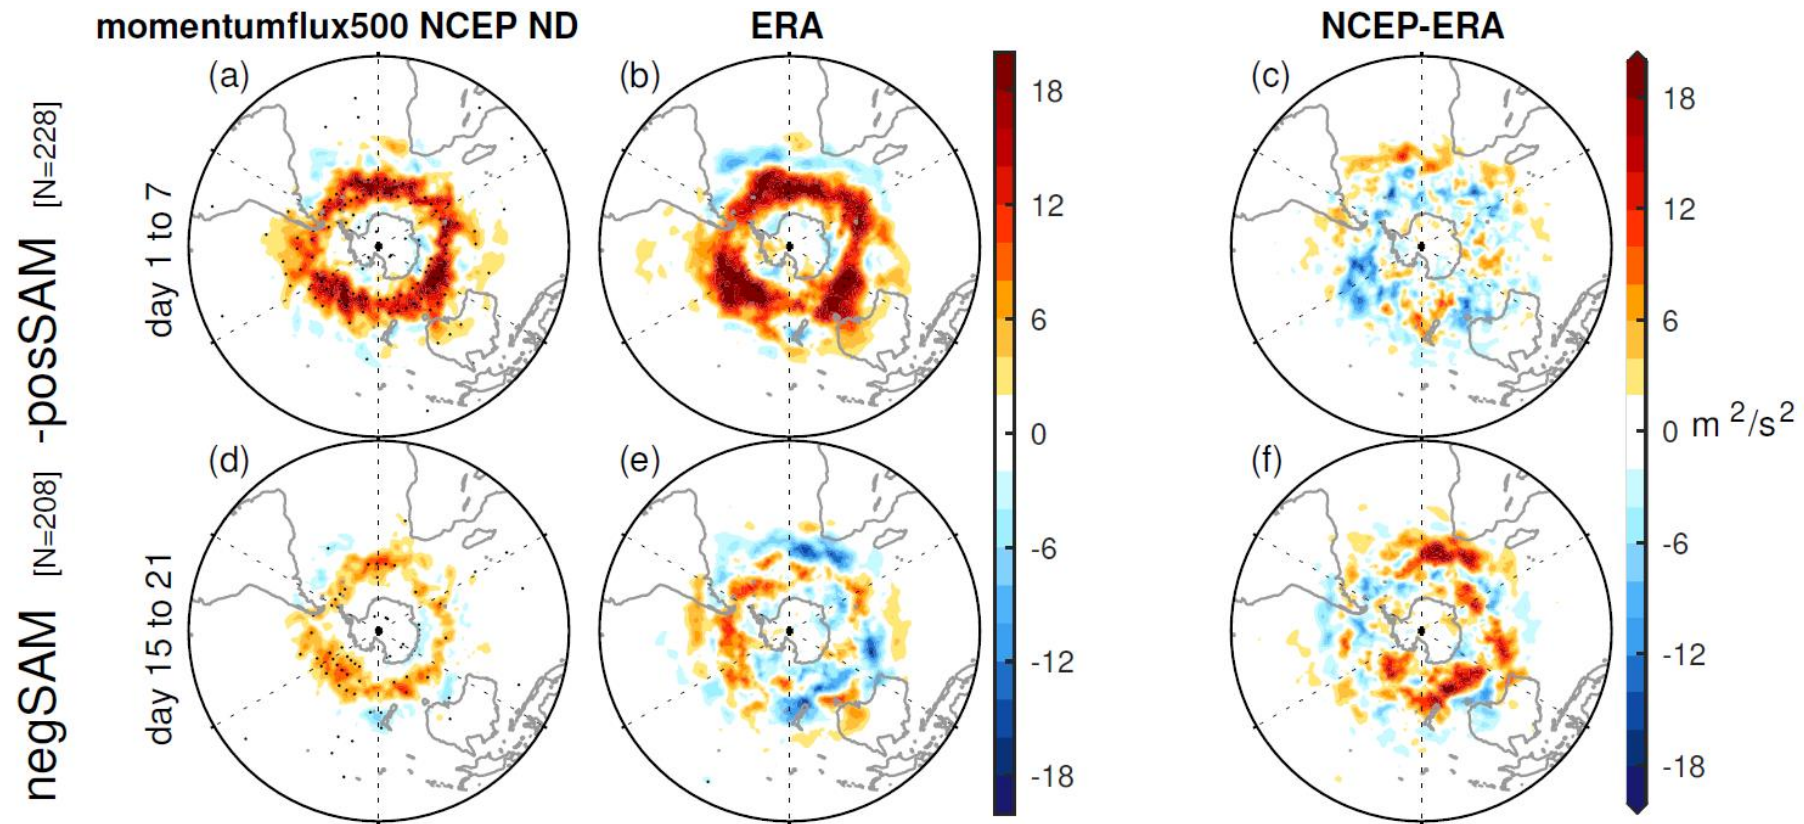 momentumflux500 NCEP ND
ERA
NCEP-ERA
(a)
(b)
(c)
18
12
6
0
-6
-12
-18
18
12
6
0
-6
-12
-18
m 2/s2
(d)
(e)
(f)
day 1 to 7
day 15 to 21
negSAM [N=208] -posSAM [N=228]